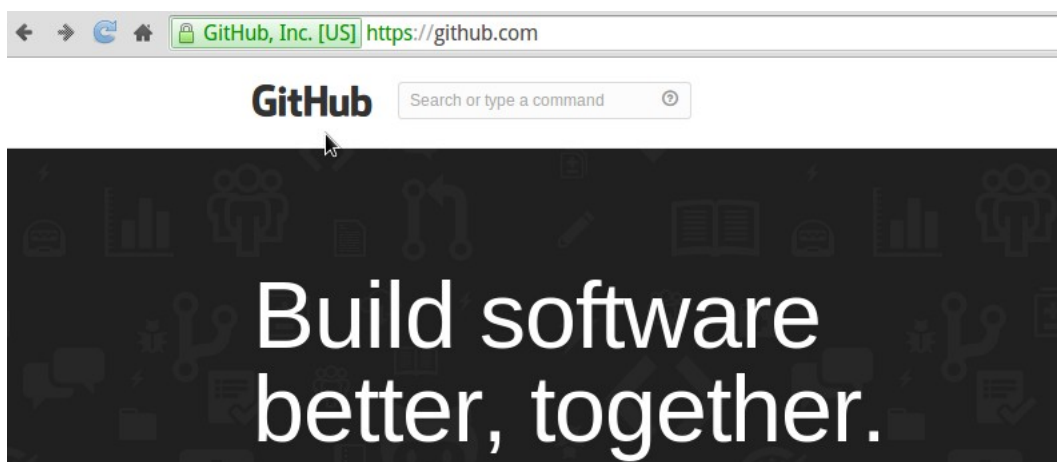 GitHub, Inc. [US] https://github.com
GitHub
Search or type a command
Build software
better, together.